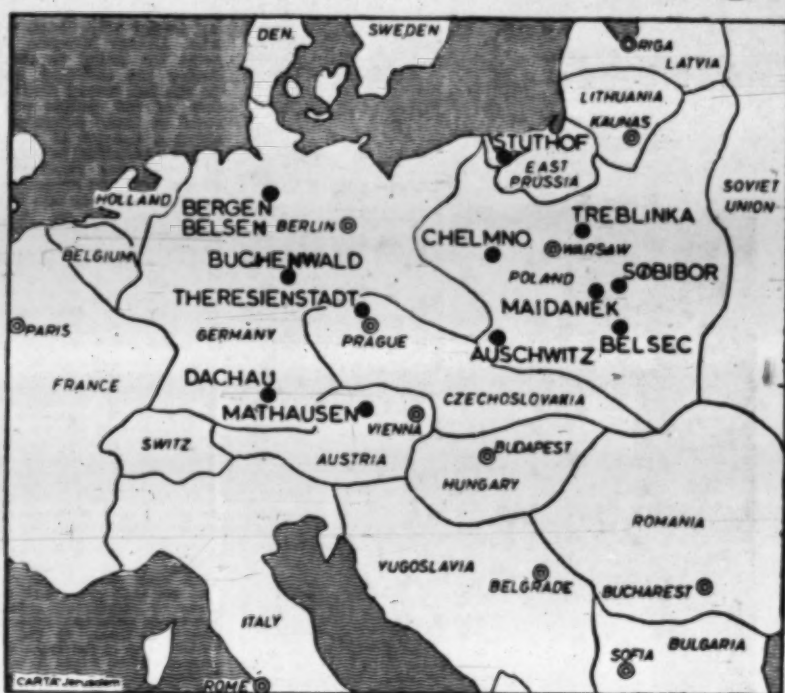 DEN.
SWEDEN
RIGA
LATVIA
LITHUANIA
KAUNAS
STUTHOF
EAST
PRUSSIA
SOVIET
UNION
HOLLAND
BERGEN
BELSEN
BERLIN
TREBLINKA
CHELMNO
WARSAW
BELGIUM
BUCHENWALD
POLAND
SOBIBOR
THERESIENSTADT
MAIDANEK
PARIS
GERMANY
PRAGUE
AUSCHWITZ
BELSEC
FRANCE
DACHAU
CZECHOSLOVAKIA
MATHAUSEN
VIENNA
SWITZ
AUSTRIA
BUDAPEST
HUNGARY
ROMANIA
YUGOSLAVIA
BELGRADE
BUCHAREST
ITALY
BULGARIA
SOFIA
CARTA Jerusalem
ROME